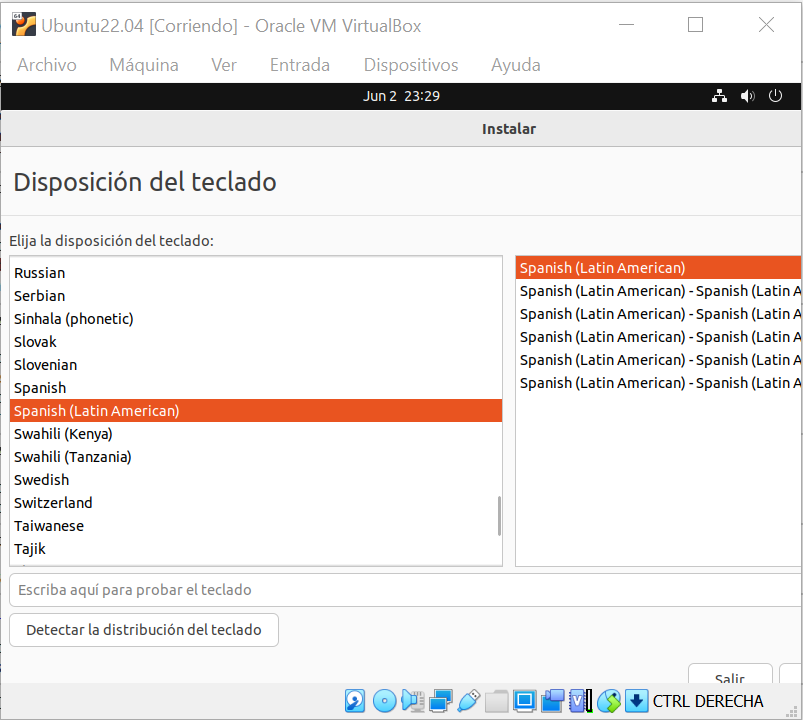 Ubuntu22.04 [Corriendo] - Oracle VM VirtualBox
Archivo Máquina Ver Entrada Dispositivos Ayuda
Jun 2 23:29
Instalar
Disposición del teclado
Elija la disposición del teclado:
Russian
Serbian
Sinhala (phonetic)
Slovak
Slovenian
Spanish
Spanish (Latin American)
Swahili (Kenya)
Swahili (Tanzania)
Swedish
Switzerland
Taiwanese
Tajik
Spanish (Latin American)
Spanish (Latin American) - Spanish (Latin A
Spanish (Latin American) - Spanish (Latin A
Spanish (Latin American) - Spanish (Latin A
Spanish (Latin American) - Spanish (Latin A
Spanish (Latin American) - Spanish (Latin A
Escriba aquí para probar el teclado
Detectar la distribución del teclado
Salir
CTRL DERECHA